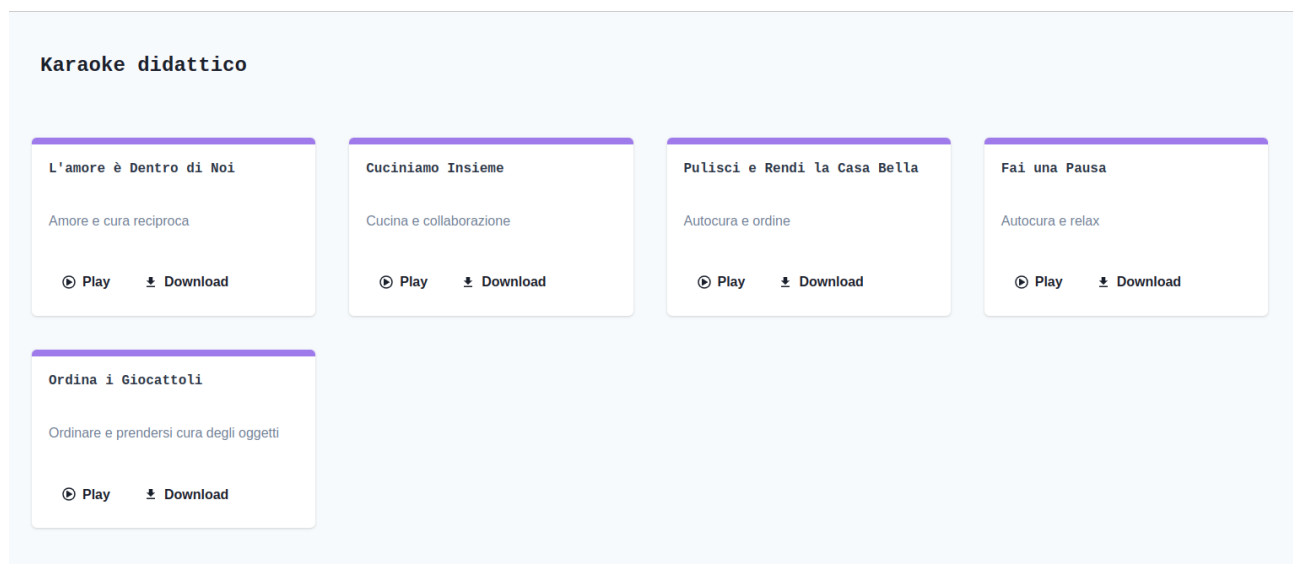 Karaoke didattico
L'amore è Dentro di Noi
Amore e cura reciproca
Play Download
Cuciniamo Insieme
Cucina e collaborazione
Play Download
Pulisci e Rendi la Casa Bella
Autocura e ordine
Play Download
Fai una Pausa
Autocura e relax
Play Download
Ordina i Giocattoli
Ordinare e prendersi cura degli oggetti
Play Download